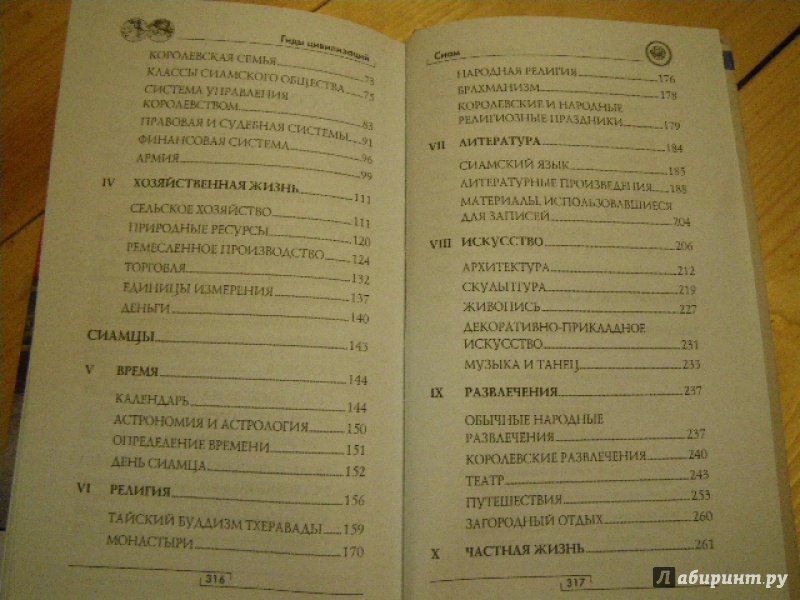 Гиды цивилизаций
КОРОЛЕВСКАЯ СЕМЬЯ 73
КЛАССЫ СИАМСКОГО ОБЩЕСТВА 75
СИСТЕМА УПРАВЛЕНИЯ
КОРОЛЕВСТВОМ 83
ПРАВОВАЯ И СУДЕБНАЯ СИСТЕМЫ 91
ФИНАНСОВАЯ СИСТЕМА 96
АРМИЯ 99
IV ХОЗЯЙСТВЕННАЯ ЖИЗНЬ 111
СЕЛЬСКОЕ ХОЗЯЙСТВО 111
ПРИРОДНЫЕ РЕСУРСЫ 120
РЕМЕСЛЕННОЕ ПРОИЗВОДСТВО 124
ТОРГОВЛЯ 132
ЕДИНИЦЫ ИЗМЕРЕНИЯ 137
ДЕНЬГИ 140
СИАМЦЫ 143
V ВРЕМЯ 144
КАЛЕНДАРЬ 144
АСТРОНОМИЯ И АСТРОЛОГИЯ 150
ОПРЕДЕЛЕНИЕ ВРЕМЕНИ 151
ДЕНЬ СИАМЦА 152
VI РЕЛИГИЯ 156
ТАЙСКИЙ БУДДИЗМ ТХЕРАВАДЫ 159
МОНАСТЫРИ 170
316
Сиам
НАРОДНАЯ РЕЛИГИЯ 176
БРАХМАНИЗМ 178
КОРОЛЕВСКИЕ И НАРОДНЫЕ
РЕЛИГИОЗНЫЕ ПРАЗДНИКИ 179
VII ЛИТЕРАТУРА 184
СИАМСКИЙ ЯЗЫК 185
ЛИТЕРАТУРНЫЕ ПРОИЗВЕДЕНИЯ 188
МАТЕРИАЛЫ, ИСПОЛЬЗОВАВШИЕСЯ
ДЛЯ ЗАПИСЕЙ 204
VIII ИСКУССТВО 206
АРХИТЕКТУРА 212
СКУЛЬПТУРА 219
ЖИВОПИСЬ 227
ДЕКОРАТИВНО-ПРИКЛАДНОЕ
ИСКУССТВО 231
МУЗЫКА И ТАНЕЦ 233
IX РАЗВЛЕЧЕНИЯ 237
ОБЫЧНЫЕ НАРОДНЫЕ
РАЗВЛЕЧЕНИЯ 237
КОРОЛЕВСКИЕ РАЗВЛЕЧЕНИЯ 240
ТЕАТР 243
ПУТЕШЕСТВИЯ 253
ЗАГОРОДНЫЙ ОТДЫХ 260
X ЧАСТНАЯ ЖИЗНЬ 261
317
Лабиринт.ру